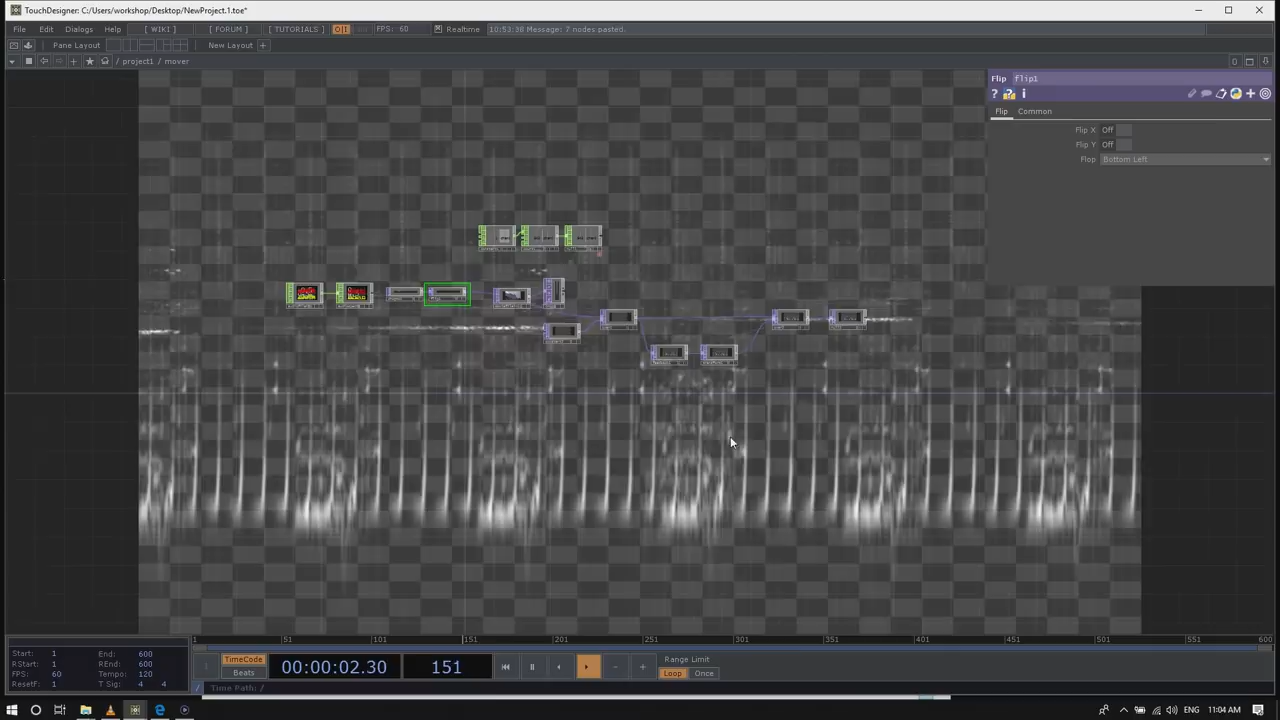 TouchDesigner: C:/Users/workshop/Desktop/NewProject.1.toe*
File Edit Dialogs Help [ WIKI ] [ FORUM ] [ TUTORIALS ] O|I FPS: 60 Realtime 10:53:38 Message: 7 nodes pasted.
Pane Layout New Layout +
/ project1 / mover
Flip flip1
Flip Common
Flip X Off
Flip Y Off
Flop Bottom Left
1 51 101 151 201 251 301 351 401 451 501 551 600
Start: 1 End: 600
RStart: 1 REnd: 600
FPS: 60 Tempo: 120
ResetF: 1 T Sig: 4 4
TimeCode
Beats
00:00:02.30
151
Range Limit
Loop Once
/ Time Path: /
ENG 11:04 AM